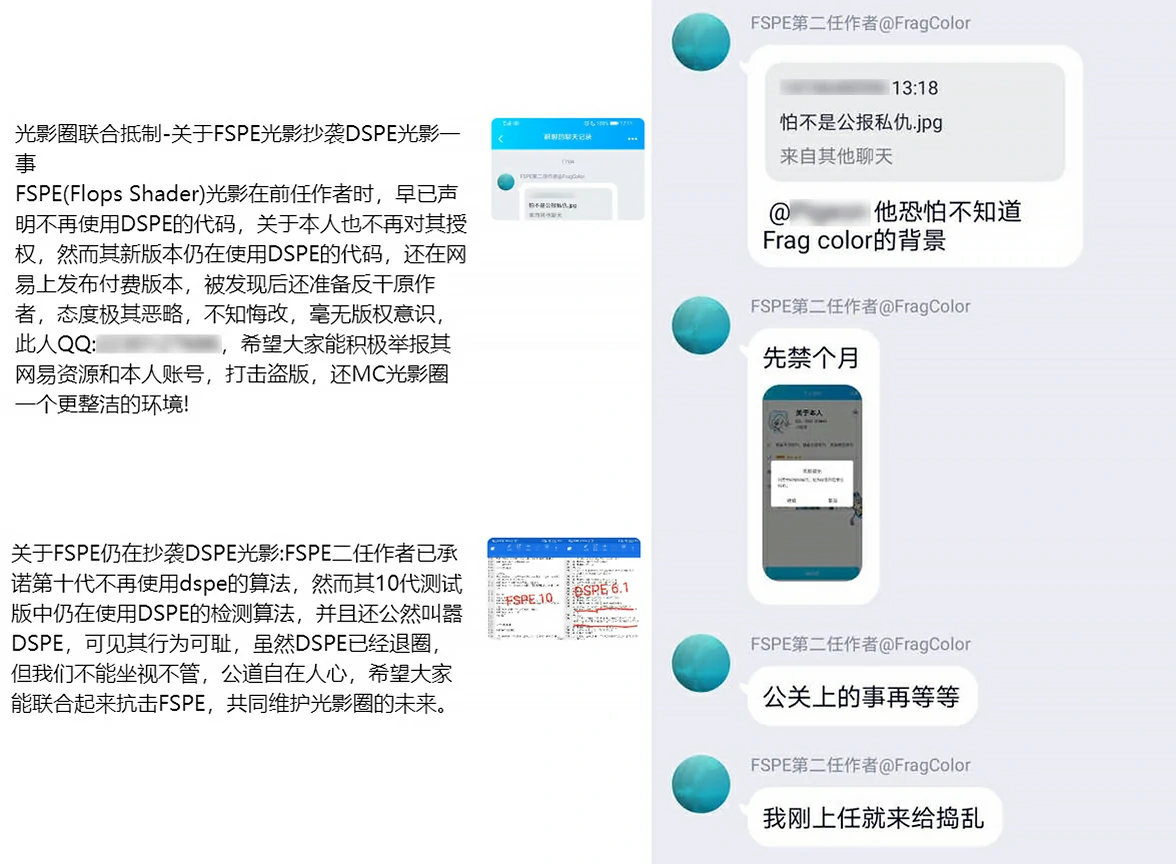 光影圈联合抵制-关于FSPE光影抄袭DSPE光影一
事
FSPE(Flops Shader)光影在前任作者时，早已声
明不再使用DSPE的代码，关于本人也不再对其授
权，然而其新版本仍在使用DSPE的代码，还在网
易上发布付费版本，被发现后还准备反干原作
者，态度极其恶略，不知悔改，毫无版权意识，
此人QQ:，希望大家能积极举报其
网易资源和本人账号，打击盗版，还MC光影圈
一个更整洁的环境!
FSPE第二任作者@FragColor
怕不是公报私仇.jpg
关于FSPE仍在抄袭DSPE光影:FSPE二任作者已承
诺第十代不再使用dspe的算法，然而其10代测试
版中仍在使用DSPE的检测算法，并且还公然叫嚣
DSPE，可见其行为可耻，虽然DSPE已经退圈，
但我们不能坐视不管，公道自在人心，希望大家
能联合起来抗击FSPE，共同维护光影圈的未来。
FSPE 10
DSPE 6.1
FSPE第二任作者@FragColor
13:18
怕不是公报私仇.jpg
来自其他聊天
@ 他恐怕不知道
Frag color的背景
FSPE第二任作者@FragColor
先禁个月
关于本人
FSPE第二任作者@FragColor
公关上的事再等等
FSPE第二任作者@FragColor
我刚上任就来给捣乱